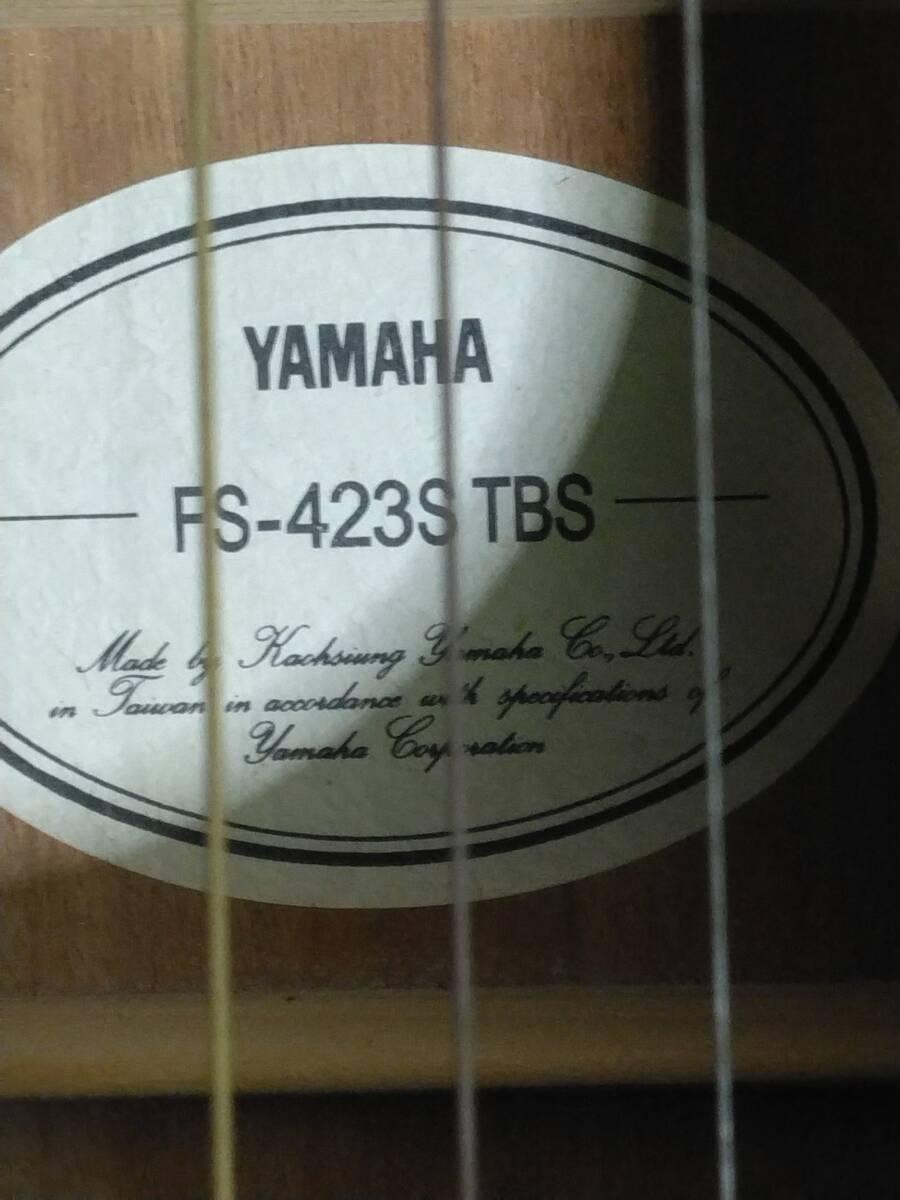 YAMAHA
FS-423S TBS
Made by Kaohsiung Yamaha Co., Ltd.
in Taiwan in accordance with specifications of
Yamaha Corporation